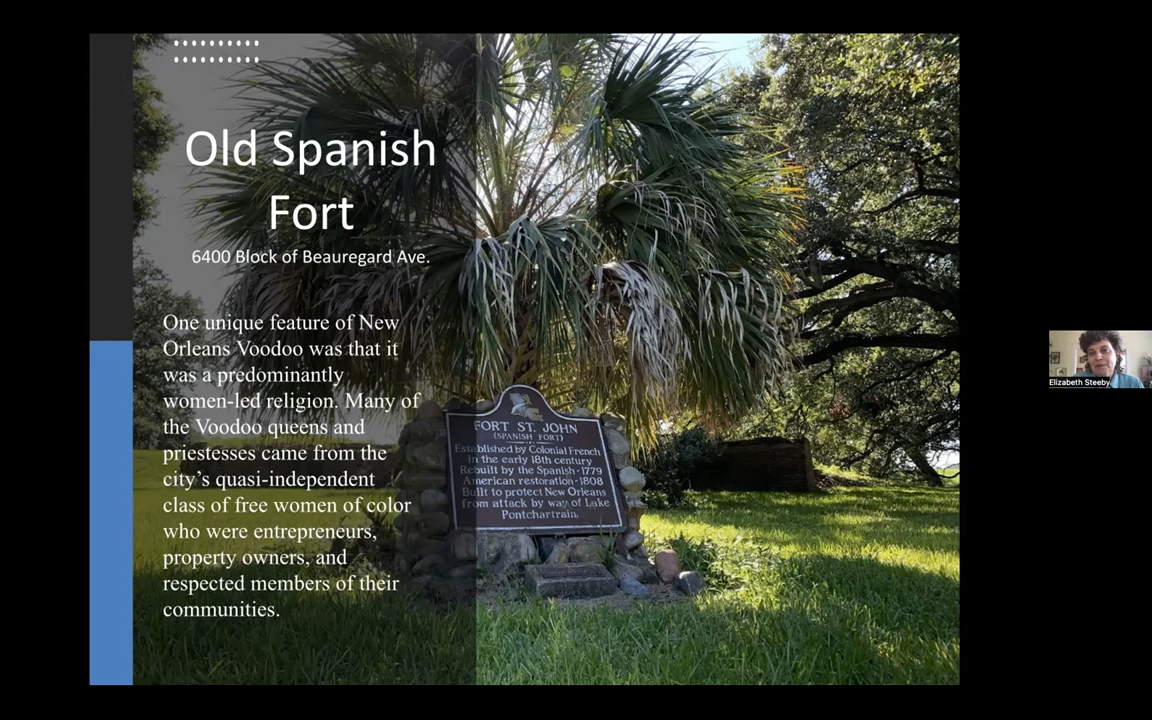 Old Spanish
Fort
6400 Block of Beauregard Ave.
One unique feature of New
Orleans Voodoo was that it
was a predominantly
women-led religion. Many of
the Voodoo queens and
priestesses came from the
city’s quasi-independent
class of free women of color
who were entrepreneurs,
property owners, and
respected members of their
communities.
FORT ST. JOHN
(SPANISH FORT)
Established by Colonial French
in the early 18th century
Rebuilt by the Spanish-1779
American restoration-1808
Built to protect New Orleans
from attack by way of Lake
Pontchartrain.
Elizabeth Steeby